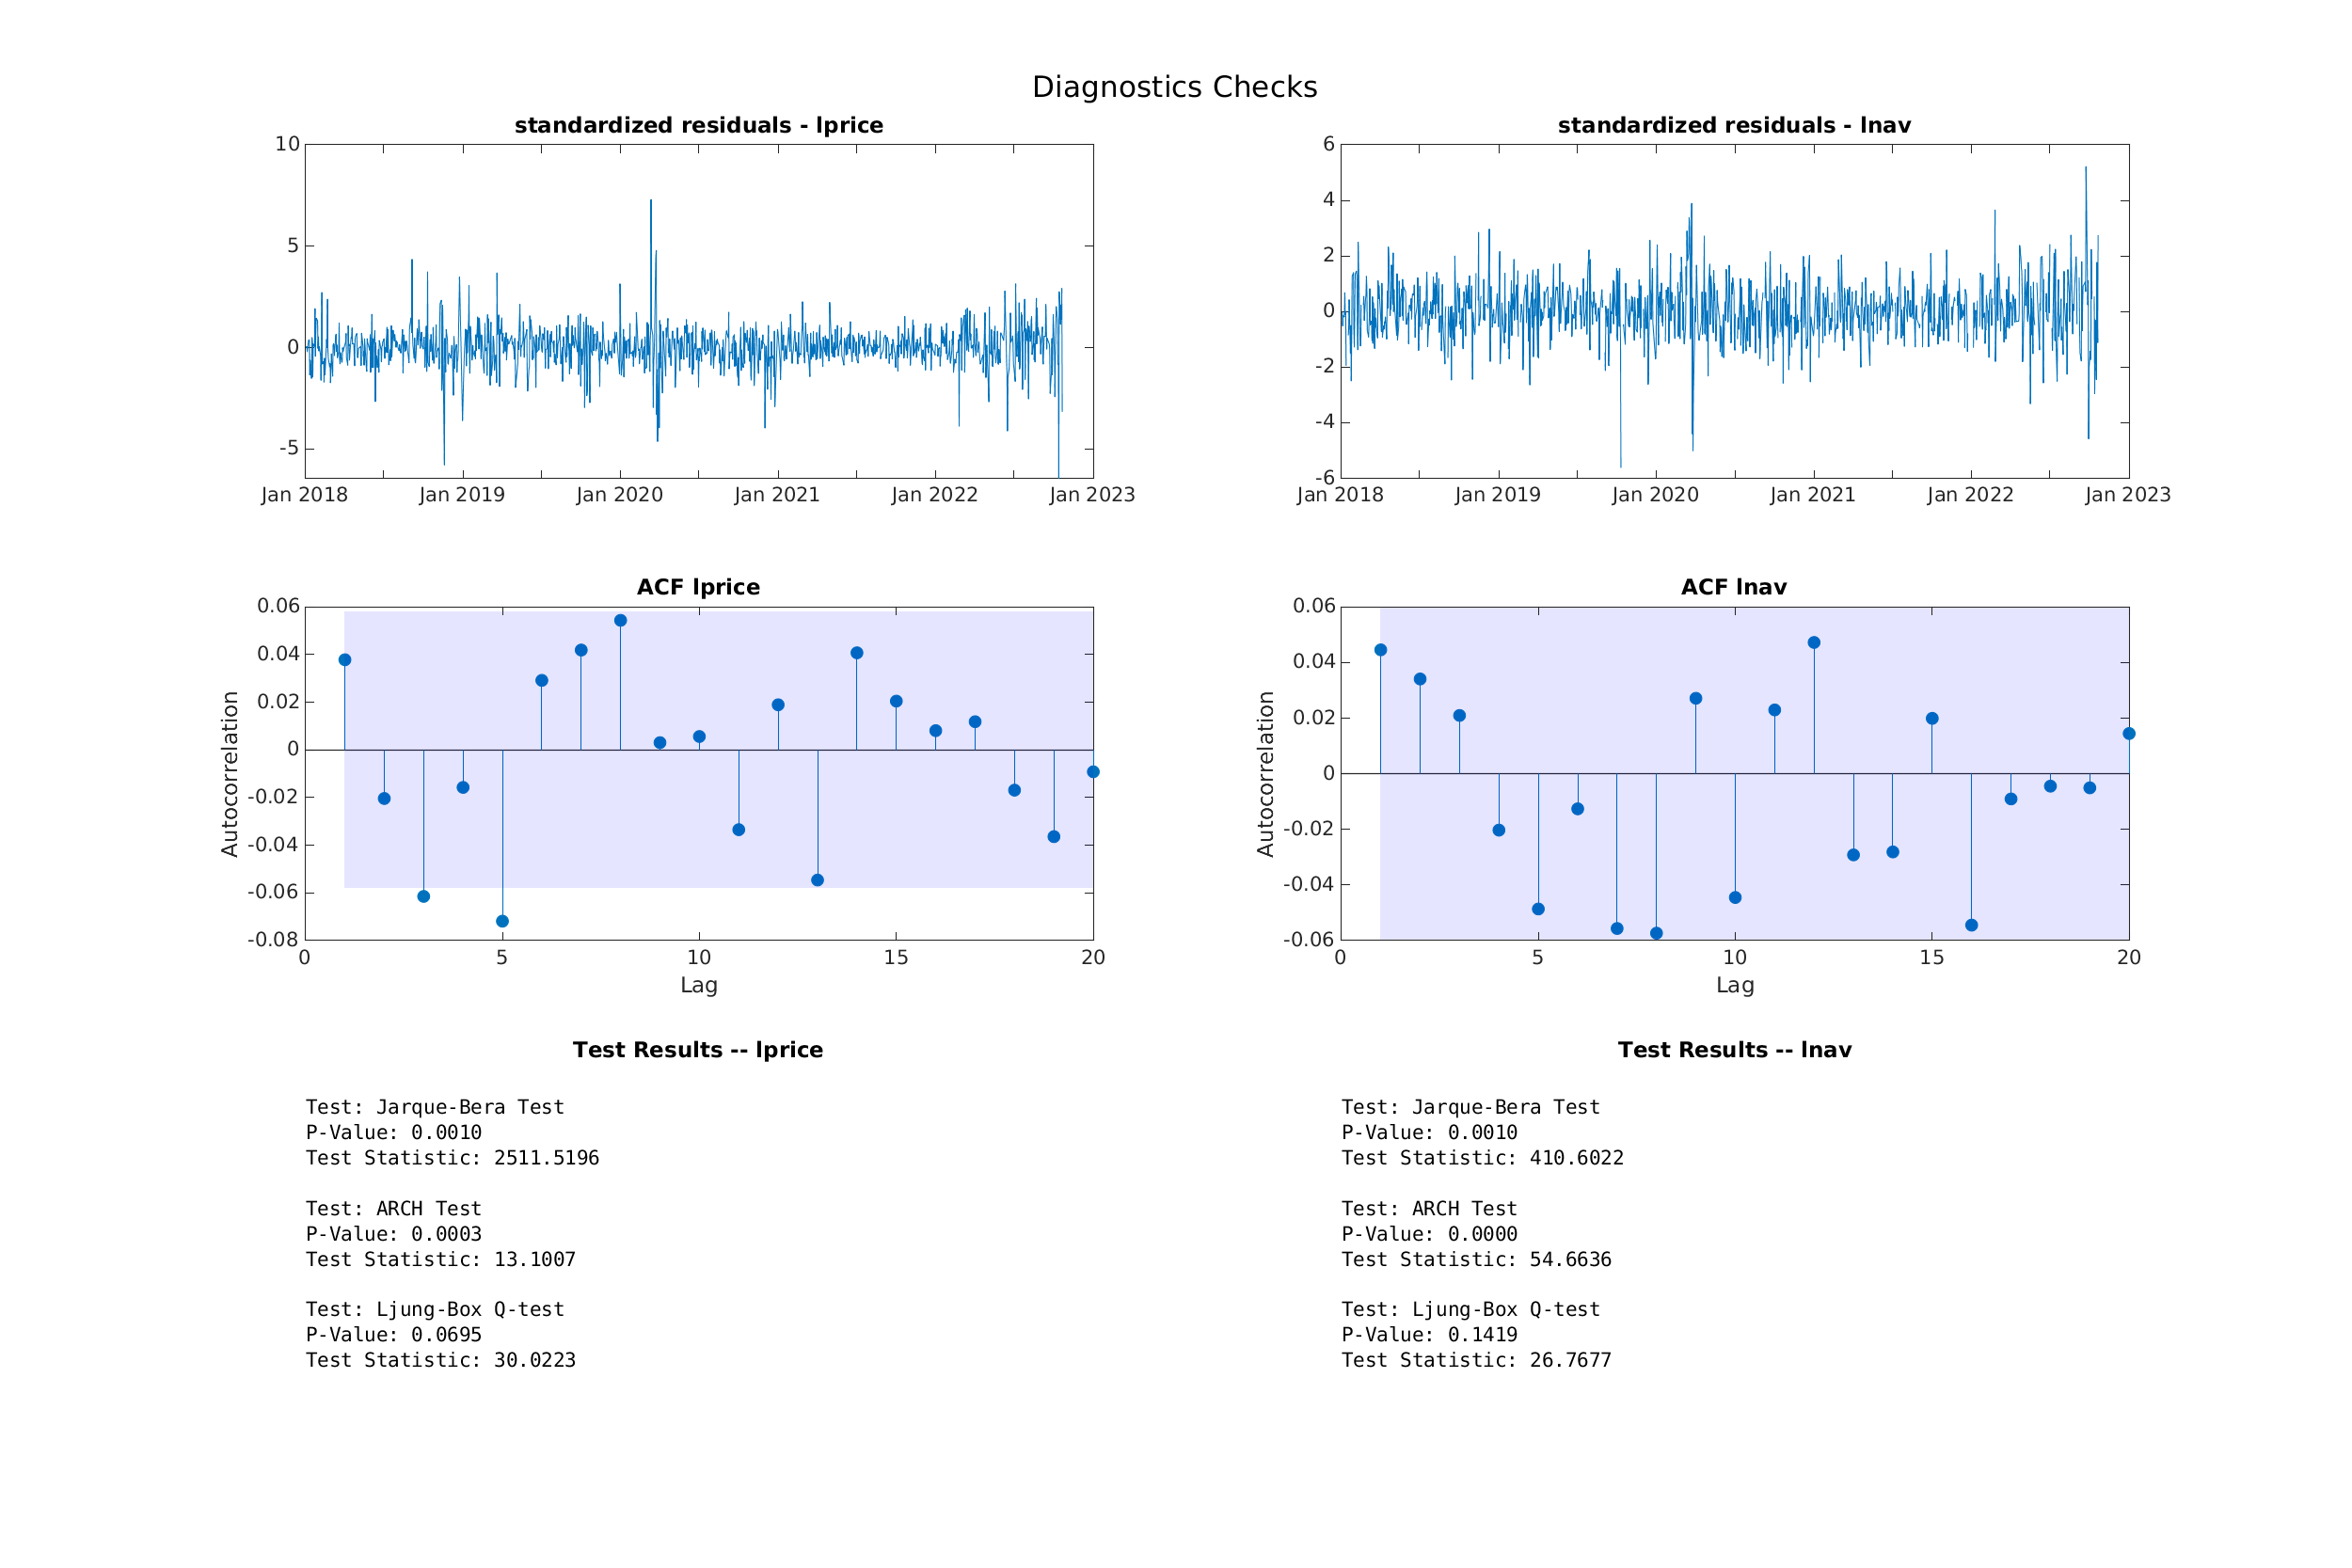 Diagnostics Checks
standardized residuals - lprice
10
5
0
-5
Jan 2018 Jan 2019 Jan 2020 Jan 2021 Jan 2022 Jan 2023
standardized residuals - lnav
6
4
2
0
-2
-4
-6
Jan 2018 Jan 2019 Jan 2020 Jan 2021 Jan 2022 Jan 2023
ACF lprice
Autocorrelation
0.06
0.04
0.02
0
-0.02
-0.04
-0.06
-0.08
0 5 10 15 20
Lag
ACF lnav
Autocorrelation
0.06
0.04
0.02
0
-0.02
-0.04
-0.06
0 5 10 15 20
Lag
Test Results -- lprice
Test: Jarque-Bera Test
P-Value: 0.0010
Test Statistic: 2511.5196
Test: ARCH Test
P-Value: 0.0003
Test Statistic: 13.1007
Test: Ljung-Box Q-test
P-Value: 0.0695
Test Statistic: 30.0223
Test Results -- lnav
Test: Jarque-Bera Test
P-Value: 0.0010
Test Statistic: 410.6022
Test: ARCH Test
P-Value: 0.0000
Test Statistic: 54.6636
Test: Ljung-Box Q-test
P-Value: 0.1419
Test Statistic: 26.7677